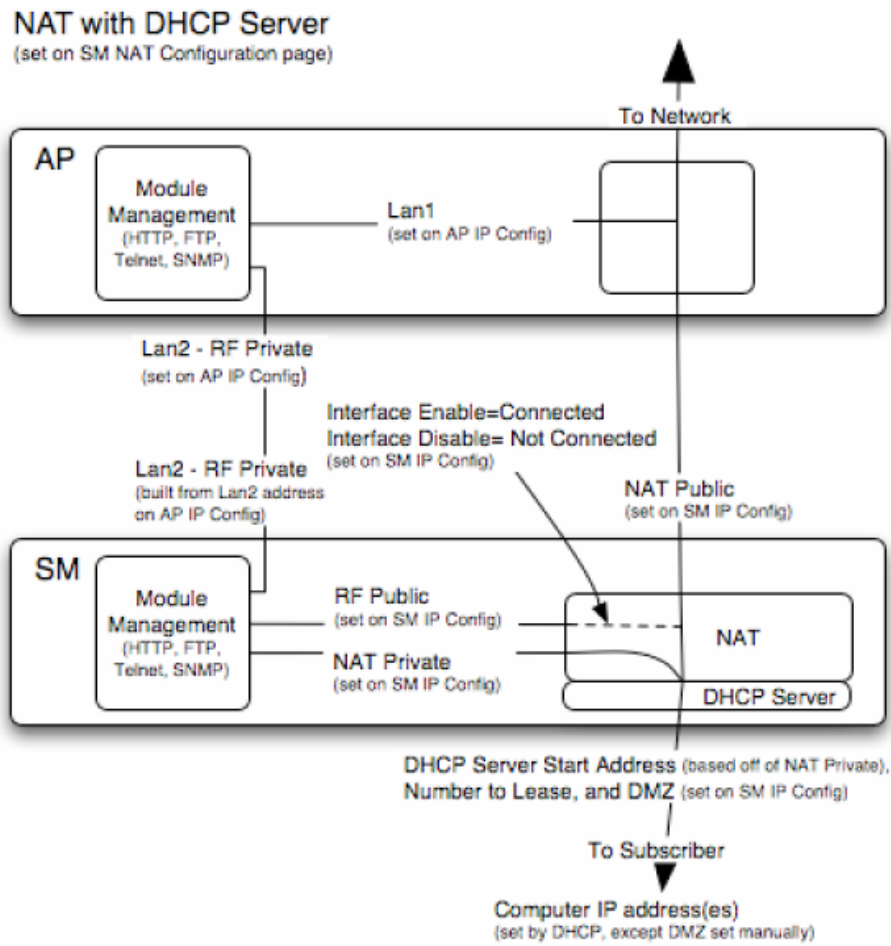 NAT with DHCP Server
(set on SM NAT Configuration page)
To Network
AP
Module
Management
(HTTP, FTP,
Telnet, SNMP)
Lan1
(set on AP IP Config)
Lan2 - RF Private
(set on AP IP Config)
Interface Enable=Connected
Interface Disable= Not Connected
(set on SM IP Config)
Lan2 - RF Private
(built from Lan2 address
on AP IP Config)
NAT Public
(set on SM IP Config)
SM
Module
Management
(HTTP, FTP,
Telnet, SNMP)
RF Public
(set on SM IP Config)
NAT Private
(set on SM IP Config)
NAT
DHCP Server
DHCP Server Start Address (based off of NAT Private),
Number to Lease, and DMZ (set on SM IP Config)
To Subscriber
Computer IP address(es)
(set by DHCP, except DMZ set manually)